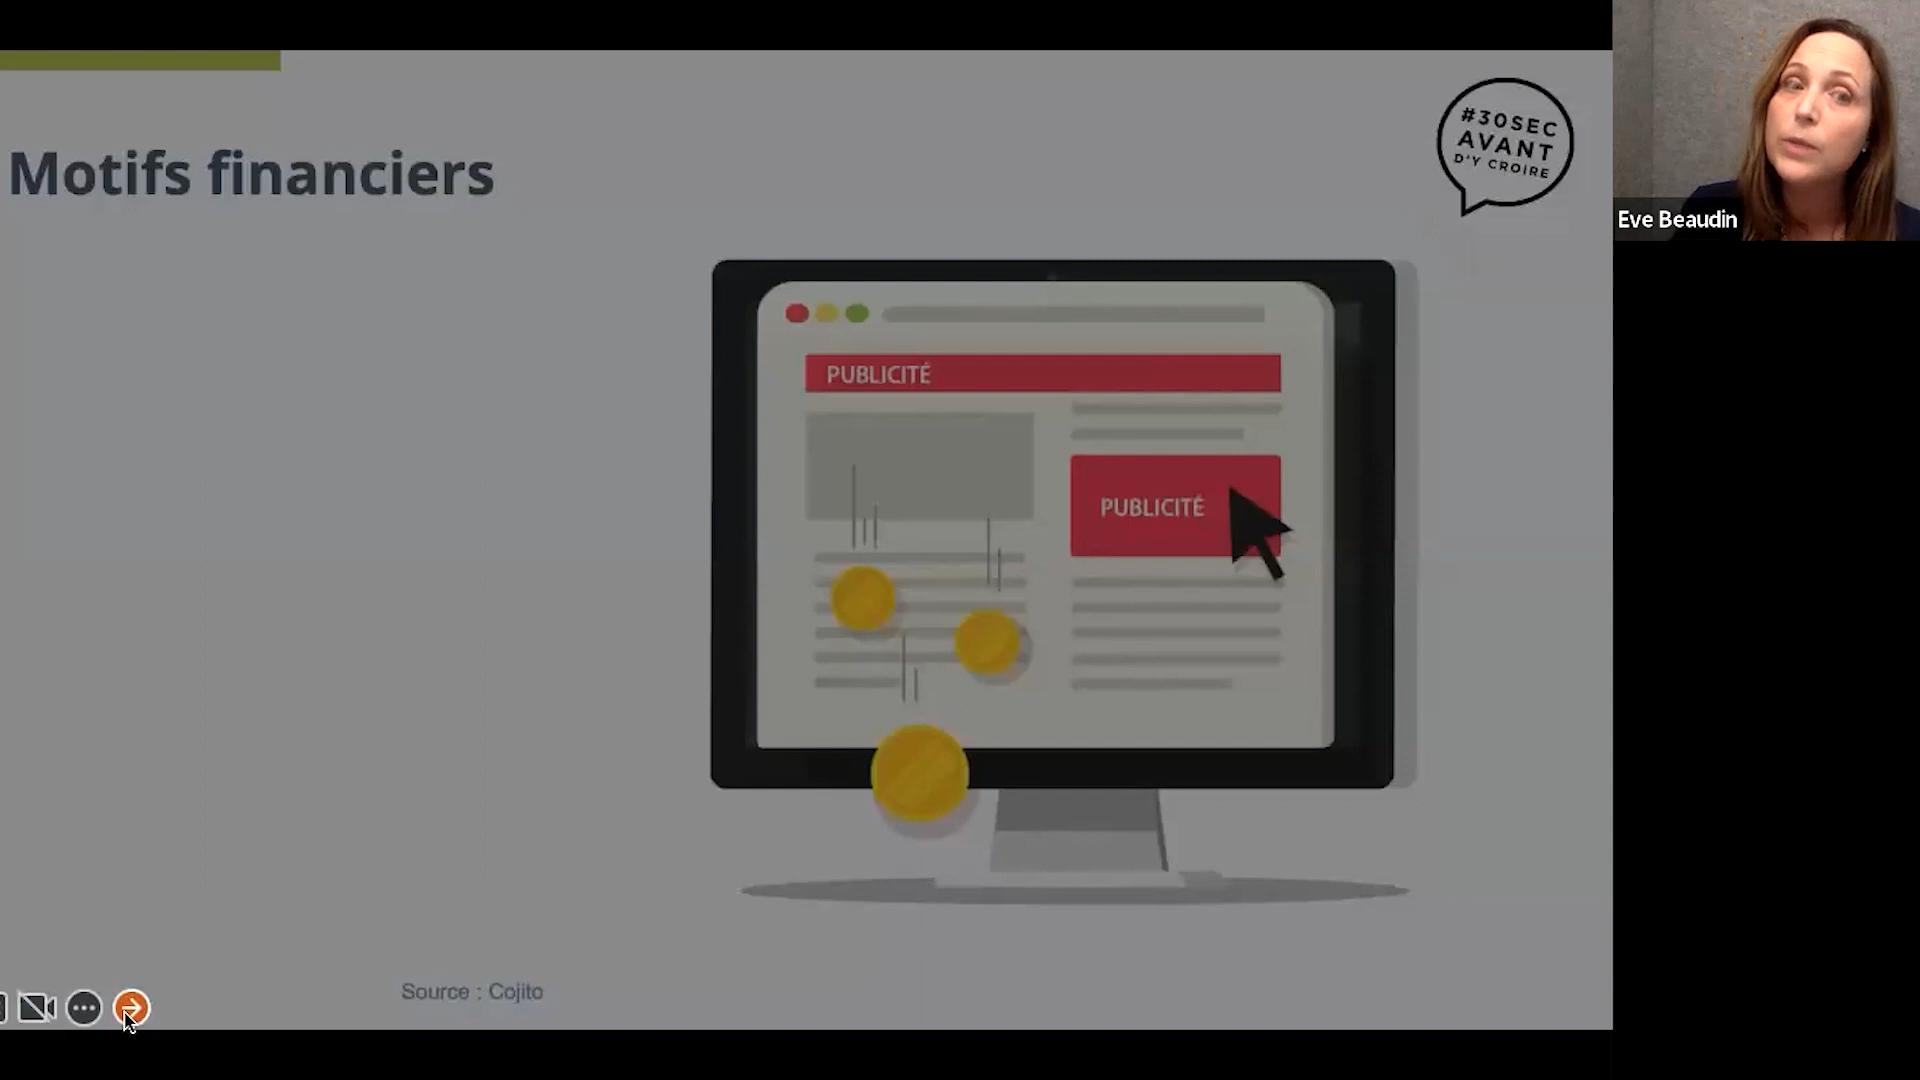 Motifs financiers
#30SEC
AVANT
D'Y CROIRE
Eve Beaudin
PUBLICITÉ
PUBLICITÉ
Source : Cojito